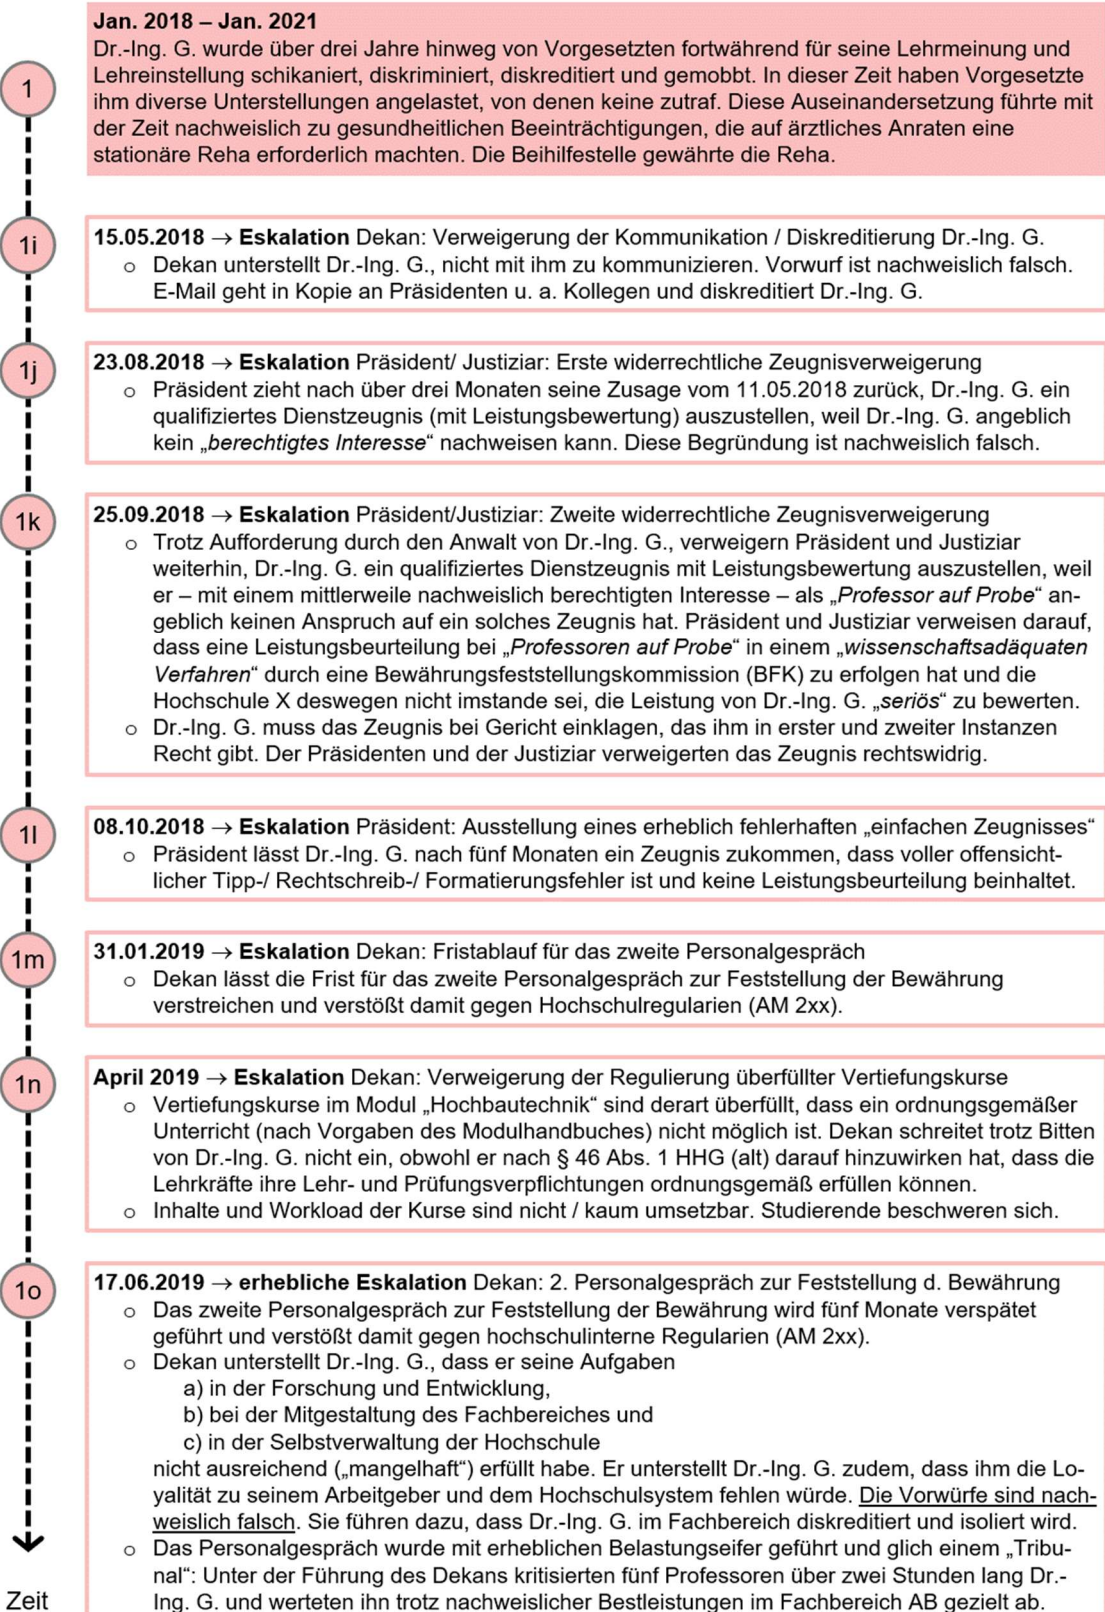 Jan. 2018 – Jan. 2021
Dr.-Ing. G. wurde über drei Jahre hinweg von Vorgesetzten fortwährend für seine Lehrmeinung und
Lehreinstellung schikaniert, diskriminiert, diskreditiert und gemobbt. In dieser Zeit haben Vorgesetzte
ihm diverse Unterstellungen angelastet, von denen keine zutraf. Diese Auseinandersetzung führte mit
der Zeit nachweislich zu gesundheitlichen Beeinträchtigungen, die auf ärztliches Anraten eine
stationäre Reha erforderlich machten. Die Beihilfestelle gewährte die Reha.
1
1i
15.05.2018 → Eskalation Dekan: Verweigerung der Kommunikation / Diskreditierung Dr.-Ing. G.
o Dekan unterstellt Dr.-Ing. G., nicht mit ihm zu kommunizieren. Vorwurf ist nachweislich falsch.
E-Mail geht in Kopie an Präsidenten u. a. Kollegen und diskreditiert Dr.-Ing. G.
1j
23.08.2018 → Eskalation Präsident/ Justiziar: Erste widerrechtliche Zeugnisverweigerung
o Präsident zieht nach über drei Monaten seine Zusage vom 11.05.2018 zurück, Dr.-Ing. G. ein
qualifiziertes Dienstzeugnis (mit Leistungsbewertung) auszustellen, weil Dr.-Ing. G. angeblich
kein „berechtigtes Interesse“ nachweisen kann. Diese Begründung ist nachweislich falsch.
1k
25.09.2018 → Eskalation Präsident/Justiziar: Zweite widerrechtliche Zeugnisverweigerung
o Trotz Aufforderung durch den Anwalt von Dr.-Ing. G., verweigern Präsident und Justiziar
weiterhin, Dr.-Ing. G. ein qualifiziertes Dienstzeugnis mit Leistungsbewertung auszustellen, weil
er – mit einem mittlerweile nachweislich berechtigten Interesse – als „Professor auf Probe“ an-
geblich keinen Anspruch auf ein solches Zeugnis hat. Präsident und Justiziar verweisen darauf,
dass eine Leistungsbeurteilung bei „Professoren auf Probe“ in einem „wissenschaftsadäquaten
Verfahren“ durch eine Bewährungsfeststellungskommission (BFK) zu erfolgen hat und die
Hochschule X deswegen nicht imstande sei, die Leistung von Dr.-Ing. G. „seriös“ zu bewerten.
o Dr.-Ing. G. muss das Zeugnis bei Gericht einklagen, das ihm in erster und zweiter Instanzen
Recht gibt. Der Präsidenten und der Justiziar verweigerten das Zeugnis rechtswidrig.
1l
08.10.2018 → Eskalation Präsident: Ausstellung eines erheblich fehlerhaften „einfachen Zeugnisses“
o Präsident lässt Dr.-Ing. G. nach fünf Monaten ein Zeugnis zukommen, dass voller offensicht-
licher Tipp-/ Rechtschreib-/ Formatierungsfehler ist und keine Leistungsbeurteilung beinhaltet.
1m
31.01.2019 → Eskalation Dekan: Fristablauf für das zweite Personalgespräch
o Dekan lässt die Frist für das zweite Personalgespräch zur Feststellung der Bewährung
verstreichen und verstößt damit gegen Hochschulregularien (AM 2xx).
1n
April 2019 → Eskalation Dekan: Verweigerung der Regulierung überfüllter Vertiefungskurse
o Vertiefungskurse im Modul „Hochbautechnik“ sind derart überfüllt, dass ein ordnungsgemäßer
Unterricht (nach Vorgaben des Modulhandbuches) nicht möglich ist. Dekan schreitet trotz Bitten
von Dr.-Ing. G. nicht ein, obwohl er nach § 46 Abs. 1 HHG (alt) darauf hinzuwirken hat, dass die
Lehrkräfte ihre Lehr- und Prüfungsverpflichtungen ordnungsgemäß erfüllen können.
o Inhalte und Workload der Kurse sind nicht / kaum umsetzbar. Studierende beschweren sich.
1o
17.06.2019 → erhebliche Eskalation Dekan: 2. Personalgespräch zur Feststellung d. Bewährung
o Das zweite Personalgespräch zur Feststellung der Bewährung wird fünf Monate verspätet
geführt und verstößt damit gegen hochschulinterne Regularien (AM 2xx).
o Dekan unterstellt Dr.-Ing. G., dass er seine Aufgaben
a) in der Forschung und Entwicklung,
b) bei der Mitgestaltung des Fachbereiches und
c) in der Selbstverwaltung der Hochschule
nicht ausreichend („mangelhaft“) erfüllt habe. Er unterstellt Dr.-Ing. G. zudem, dass ihm die Lo-
yalität zu seinem Arbeitgeber und dem Hochschulsystem fehlen würde. Die Vorwürfe sind nach-
weislich falsch. Sie führen dazu, dass Dr.-Ing. G. im Fachbereich diskreditiert und isoliert wird.
o Das Personalgespräch wurde mit erheblichen Belastungseifer geführt und glich einem „Tribu-
nal“: Unter der Führung des Dekans kritisierten fünf Professoren über zwei Stunden lang Dr.-
Ing. G. und werteten ihn trotz nachweislicher Bestleistungen im Fachbereich AB gezielt ab.
Zeit